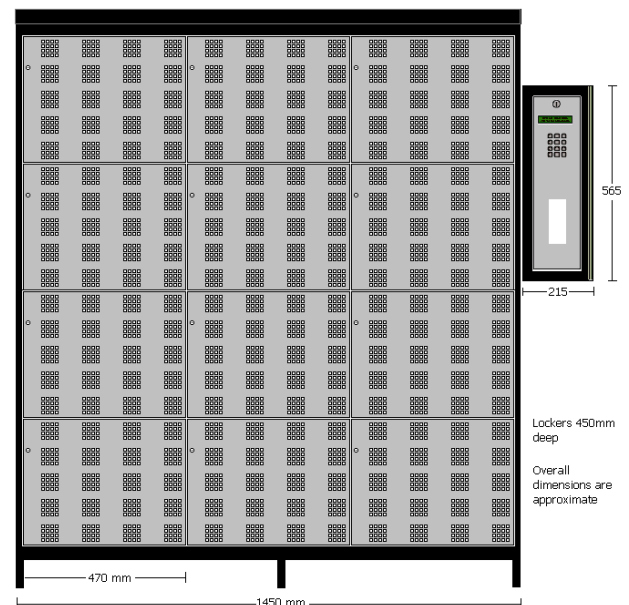 565
215
Lockers 450mm
deep
Overall
dimensions are
approximate
470 mm
1450 mm